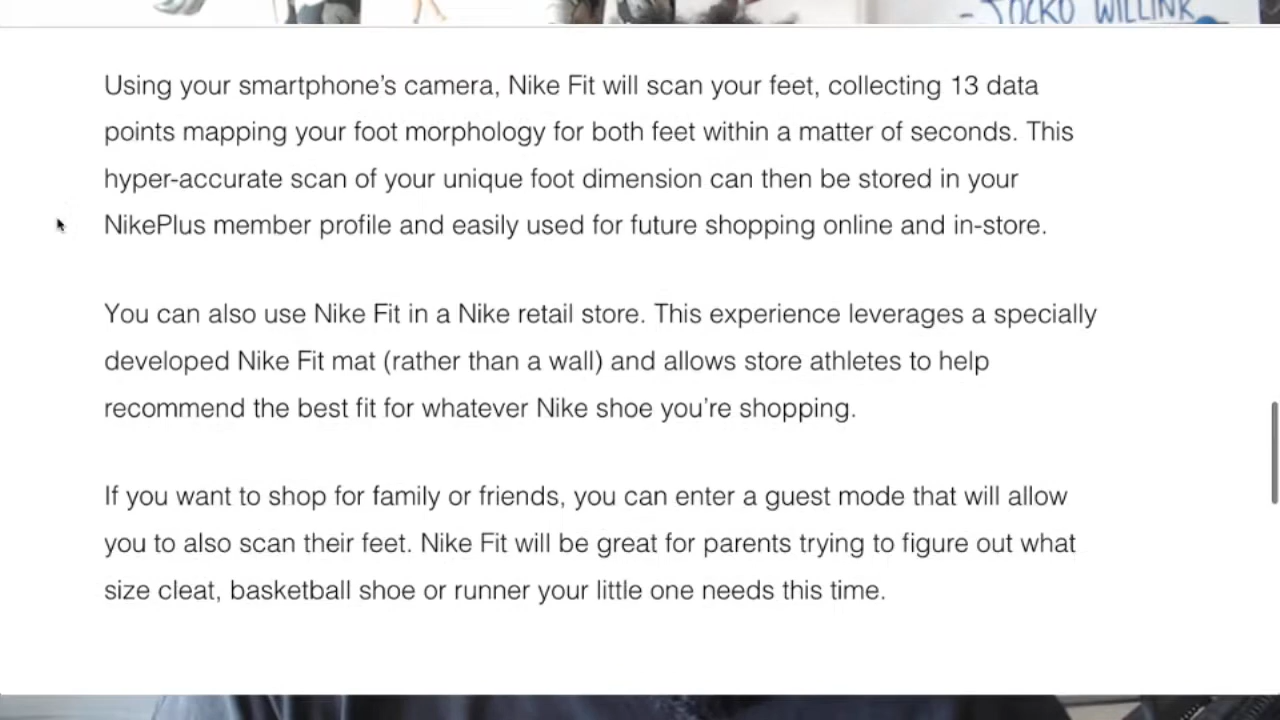 - JOCKO WILLINK
Using your smartphone's camera, Nike Fit will scan your feet, collecting 13 data
points mapping your foot morphology for both feet within a matter of seconds. This
hyper-accurate scan of your unique foot dimension can then be stored in your
NikePlus member profile and easily used for future shopping online and in-store.
You can also use Nike Fit in a Nike retail store. This experience leverages a specially
developed Nike Fit mat (rather than a wall) and allows store athletes to help
recommend the best fit for whatever Nike shoe you're shopping.
If you want to shop for family or friends, you can enter a guest mode that will allow
you to also scan their feet. Nike Fit will be great for parents trying to figure out what
size cleat, basketball shoe or runner your little one needs this time.